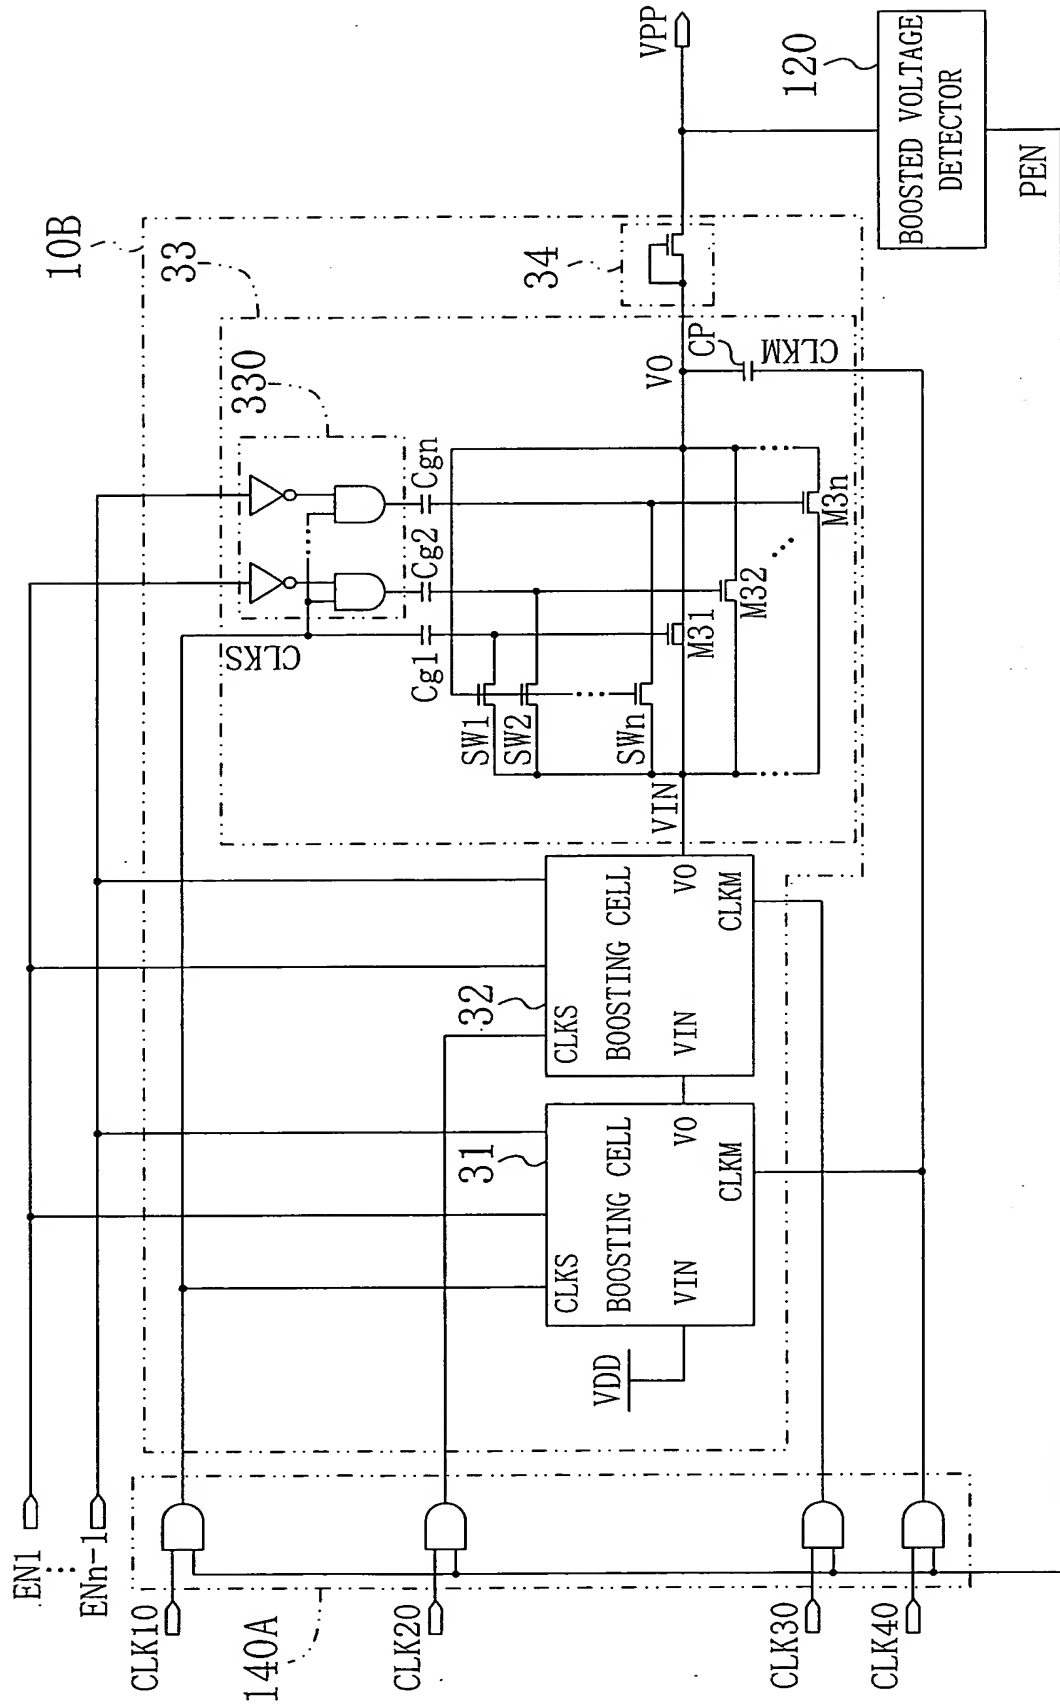 EN1
ENn-1
CLK10
140A
CLK20
CLK30
CLK40
10B
33
330
34
120
VPP
BOOSTED VOLTAGE
DETECTOR
PEN
CLKS
Cg1
Cg2
Cgn
SW1
SW2
SWn
M31
M32
M3n
VIN
VO
CP
CLKM
VDD
31
CLKS
BOOSTING CELL
VIN
VO
CLKM
32
CLKS
BOOSTING CELL
VIN
VO
CLKM